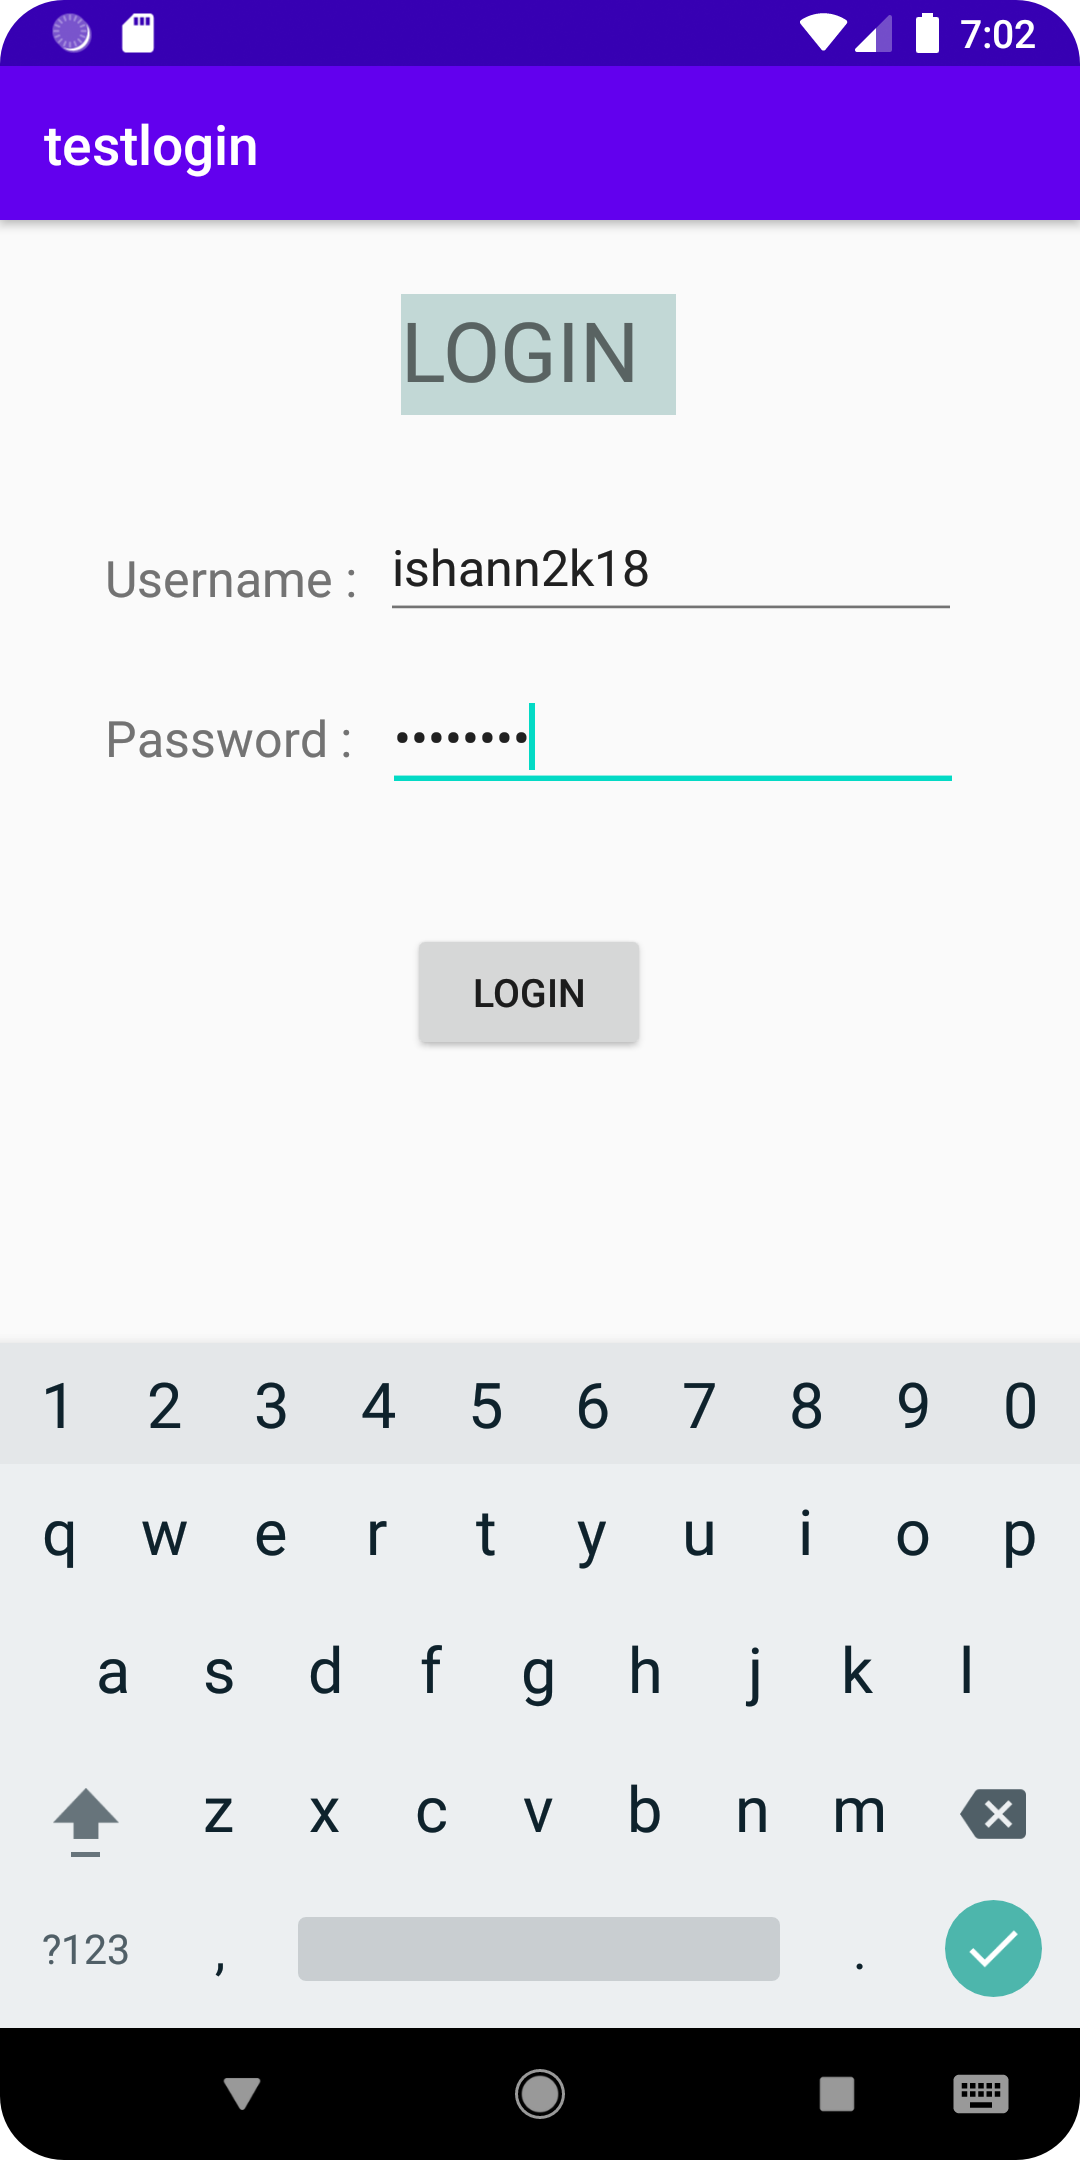 7:02
testlogin
LOGIN
Username : ishann2k18
Password : ••••••••
LOGIN
1 2 3 4 5 6 7 8 9 0
q w e r t y u i o p
a s d f g h j k l
z x c v b n m
?123 , .